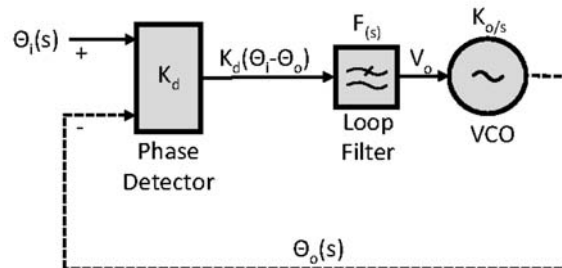 Θi(s)
+
-
Kd
Phase
Detector
Kd(Θi-Θo)
F(s)
Loop
Filter
Vo
Ko/s
VCO
Θo(s)